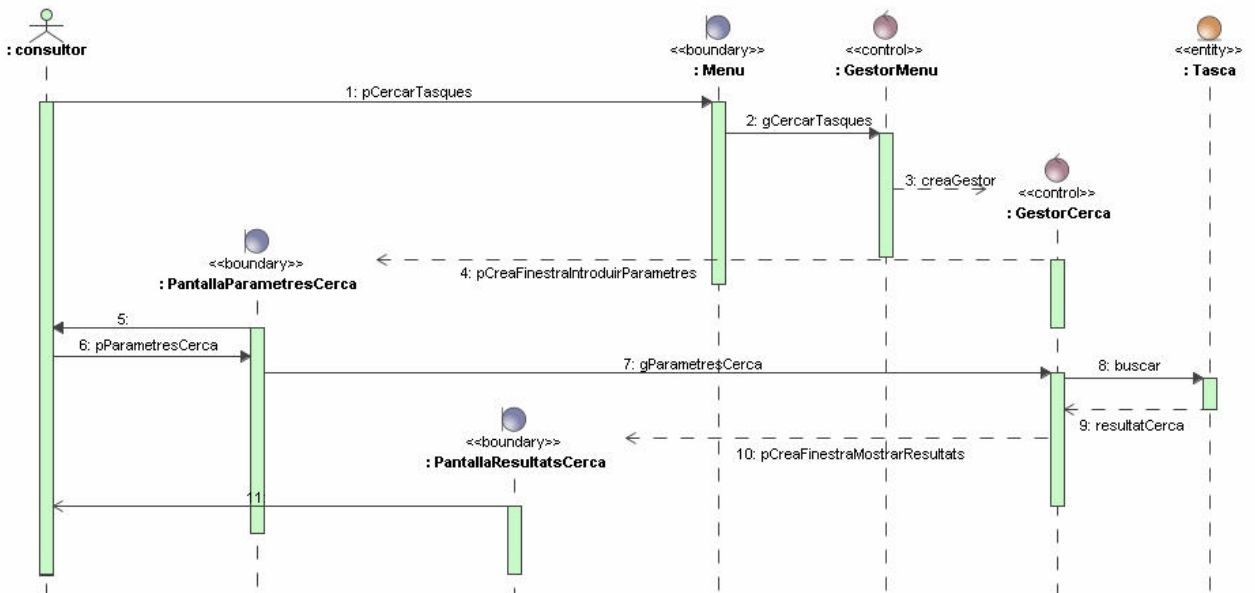 : consultor
<<boundary>>
: Menu
<<control>>
: GestorMenu
<<entity>>
: Tasca
1: pCercarTasques
2: gCercarTasques
3: creaGestor
<<control>>
: GestorCerca
<<boundary>>
: PantallaParametresCerca
4: pCreaFinestraIntroduirParametres
5:
6: pParametresCerca
7: gParametresCerca
8: buscar
9: resultatCerca
<<boundary>>
: PantallaResultatsCerca
10: pCreaFinestraMostrarResultats
11: